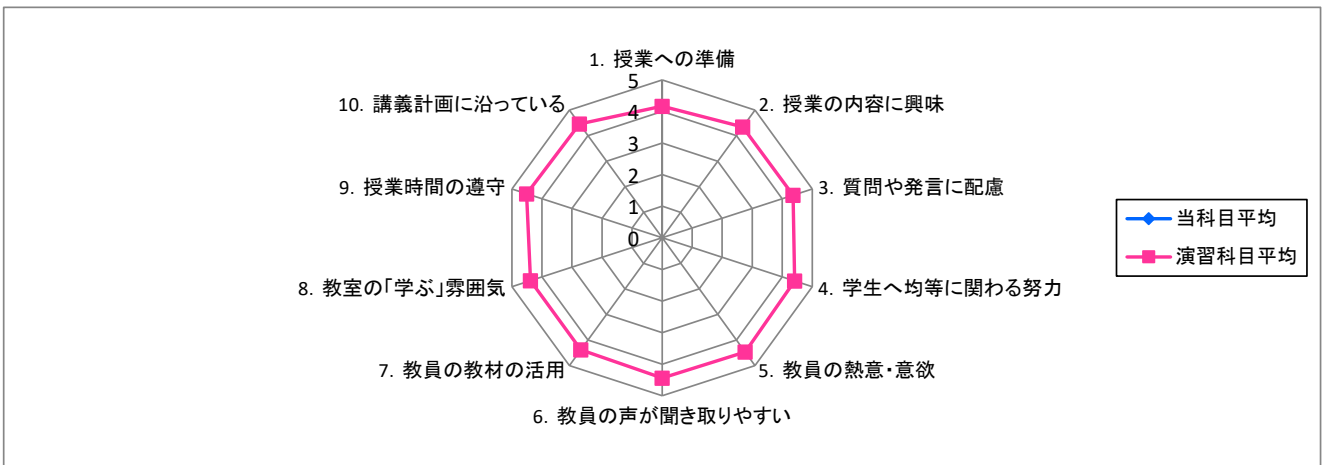 1. 授業への準備
2. 授業の内容に興味
3. 質問や発言に配慮
4. 学生へ均等に関わる努力
5. 教員の熱意・意欲
6. 教員の声が聞き取りやすい
7. 教員の教材の活用
8. 教室の「学ぶ」雰囲気
9. 授業時間の遵守
10. 講義計画に沿っている
5
4
3
2
1
0
当科目平均
演習科目平均